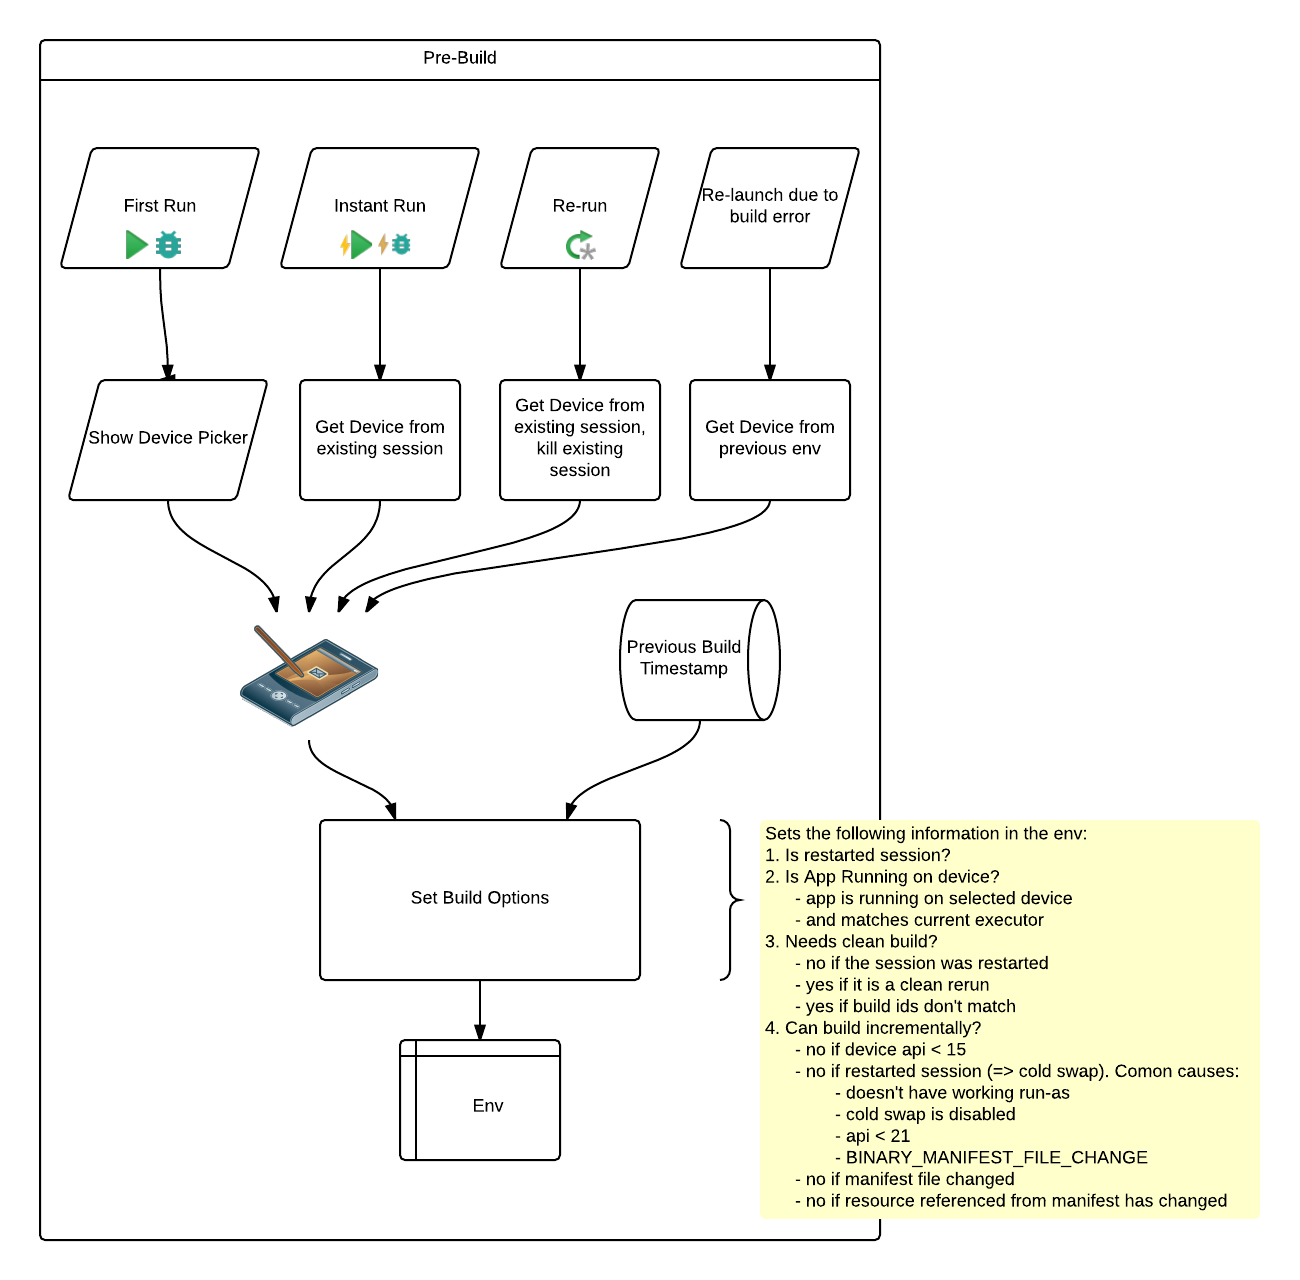 Pre-Build
First Run
Instant Run
Re-run
Re-launch due to
build error
Show Device Picker
Get Device from
existing session
Get Device from
existing session,
kill existing
session
Get Device from
previous env
Previous Build
Timestamp
Set Build Options
Sets the following information in the env:
1. Is restarted session?
2. Is App Running on device?
- app is running on selected device
- and matches current executor
3. Needs clean build?
- no if the session was restarted
- yes if it is a clean rerun
- yes if build ids don't match
4. Can build incrementally?
- no if device api < 15
- no if restarted session (=> cold swap). Comon causes:
- doesn't have working run-as
- cold swap is disabled
- api < 21
- BINARY_MANIFEST_FILE_CHANGE
- no if manifest file changed
- no if resource referenced from manifest has changed
Env